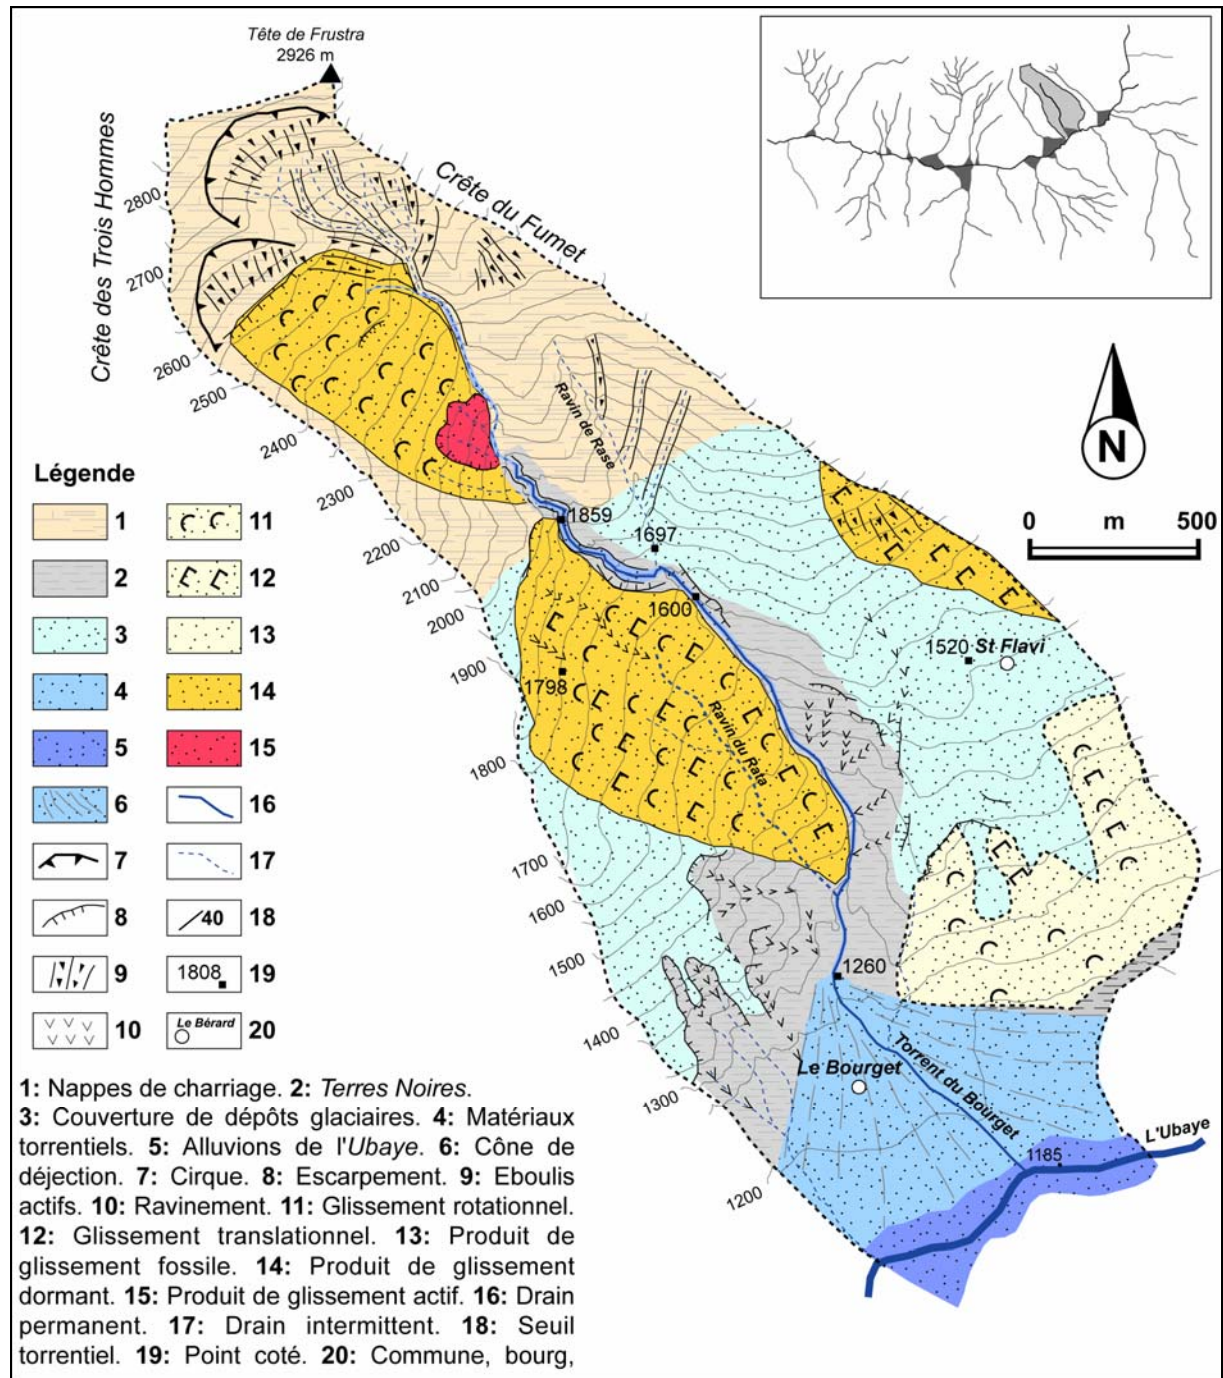 Tête de Frustra
2926 m
Crête des Trois Hommes
Crête du Fumet
2800
2700
2600
2500
2400
2300
2200
2100
2000
1900
1800
1700
1600
1500
1400
1300
1200
Ravin de Rase
1859
1697
1600
1798
Ravin du Rata
1520 St Flavi
1260
Le Bourget
Torrent du Bourget
1185
L'Ubaye
N
0 m 500
Légende
1 11
2 12
3 13
4 14
5 15
6 16
7 17
8 40 18
9 1808 19
10 Le Bérard 20
1: Nappes de charriage. 2: Terres Noires.
3: Couverture de dépôts glaciaires. 4: Matériaux
torrentiels. 5: Alluvions de l'Ubaye. 6: Cône de
déjection. 7: Cirque. 8: Escarpement. 9: Eboulis
actifs. 10: Ravinement. 11: Glissement rotationnel.
12: Glissement translationnel. 13: Produit de
glissement fossile. 14: Produit de glissement
dormant. 15: Produit de glissement actif. 16: Drain
permanent. 17: Drain intermittent. 18: Seuil
torrentiel. 19: Point coté. 20: Commune, bourg,